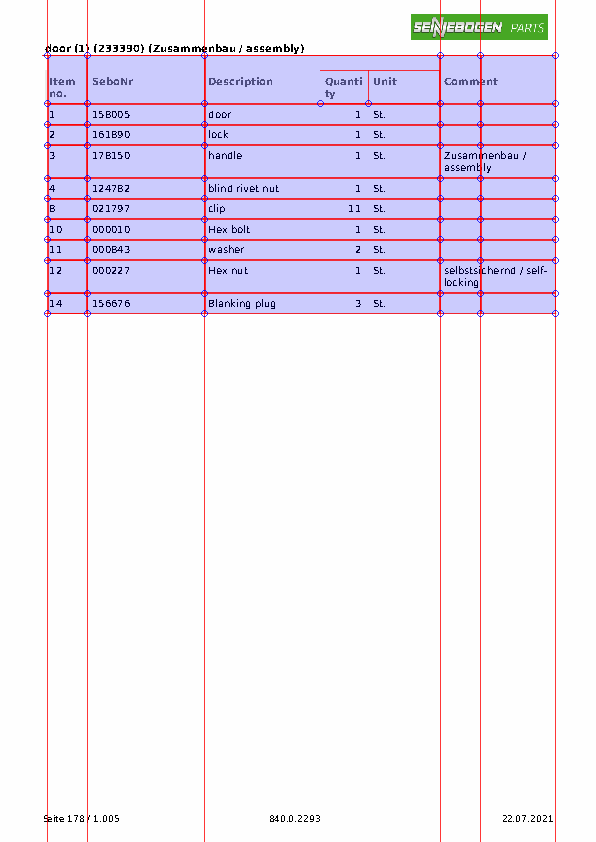 SENNEBOGEN PARTS
door (1) (233390) (Zusammenbau / assembly)
Item no. SeboNr Description Quanti ty Unit Comment
1 158005 door 1 St.
2 161890 lock 1 St.
3 178150 handle 1 St. Zusammenbau / assembly
4 124782 blind rivet nut 1 St.
8 021797 clip 11 St.
10 000010 Hex bolt 1 St.
11 000843 washer 2 St.
12 000227 Hex nut 1 St. selbstsichernd / self-locking
14 156676 Blanking plug 3 St.
Seite 178 / 1.005 840.0.2293 22.07.2021